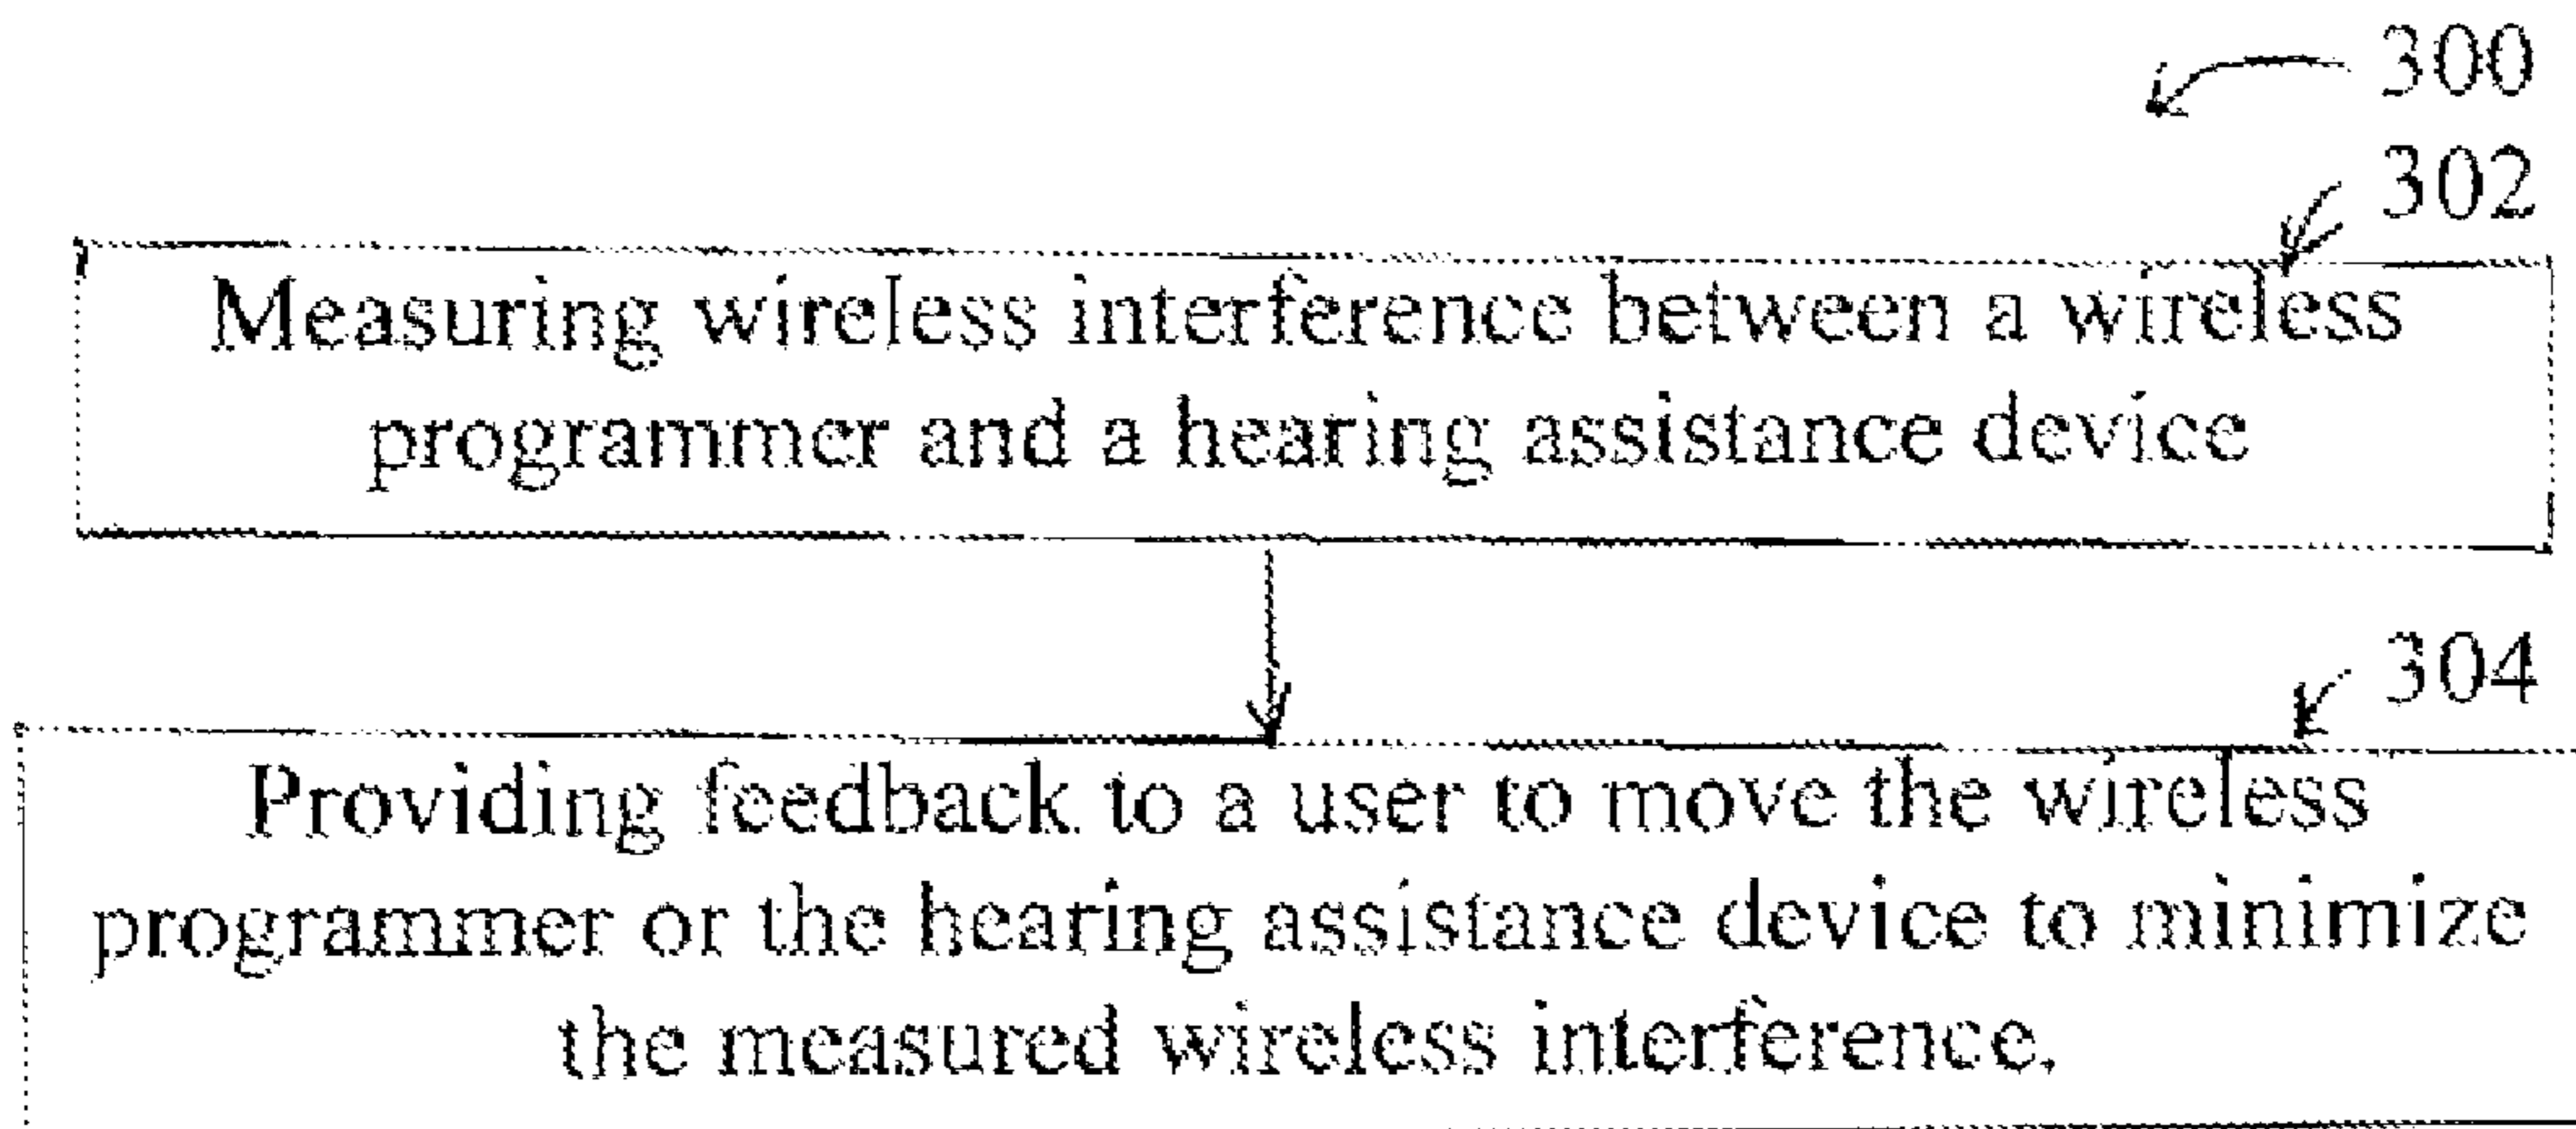 300
302
Measuring wireless interference between a wireless
programmer and a hearing assistance device
304
Providing feedback to a user to move the wireless
programmer or the hearing assistance device to minimize
the measured wireless interference.